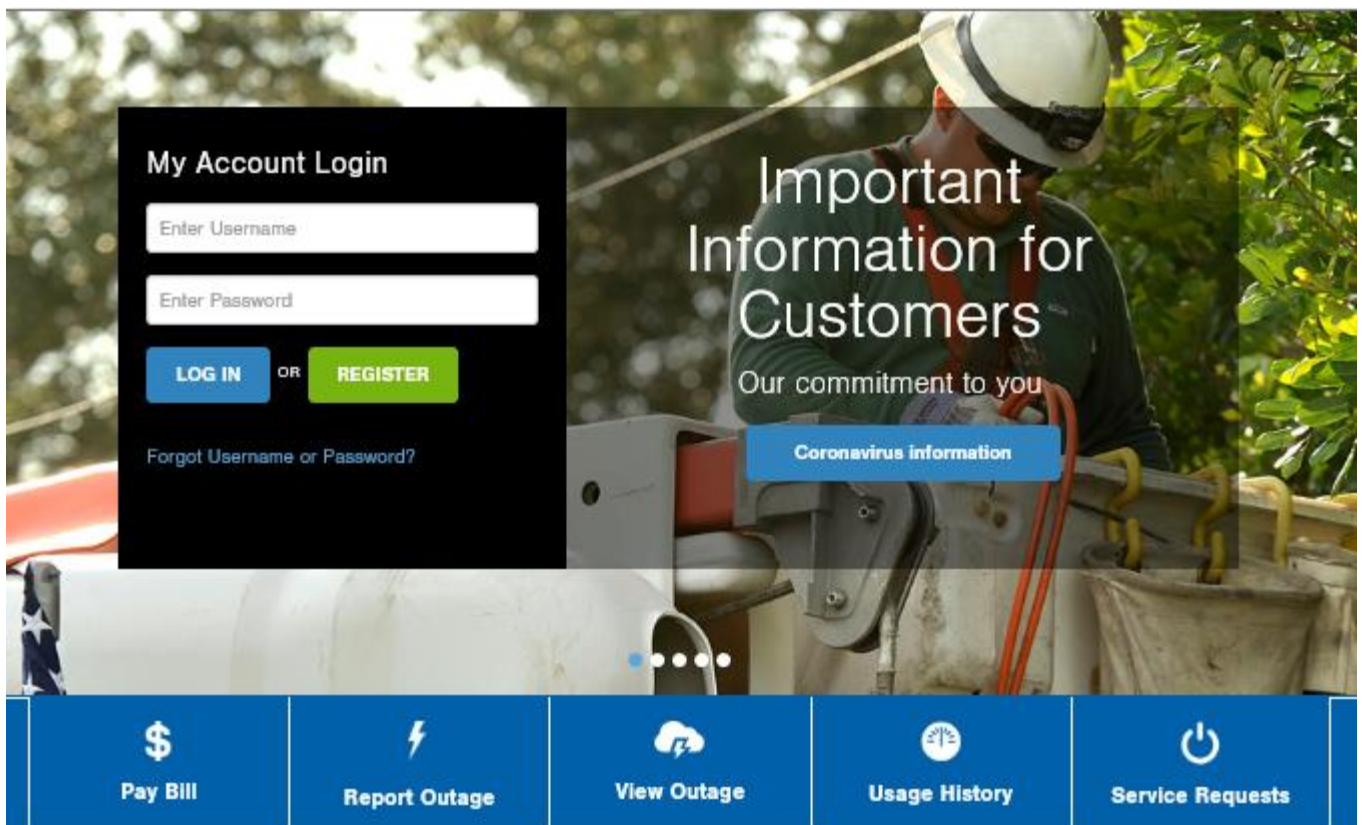 My Account Login
Enter Username
Enter Password
LOG IN OR REGISTER
Forgot Username or Password?
Important
Information for
Customers
Our commitment to you
Coronavirus information
Pay Bill
Report Outage
View Outage
Usage History
Service Requests